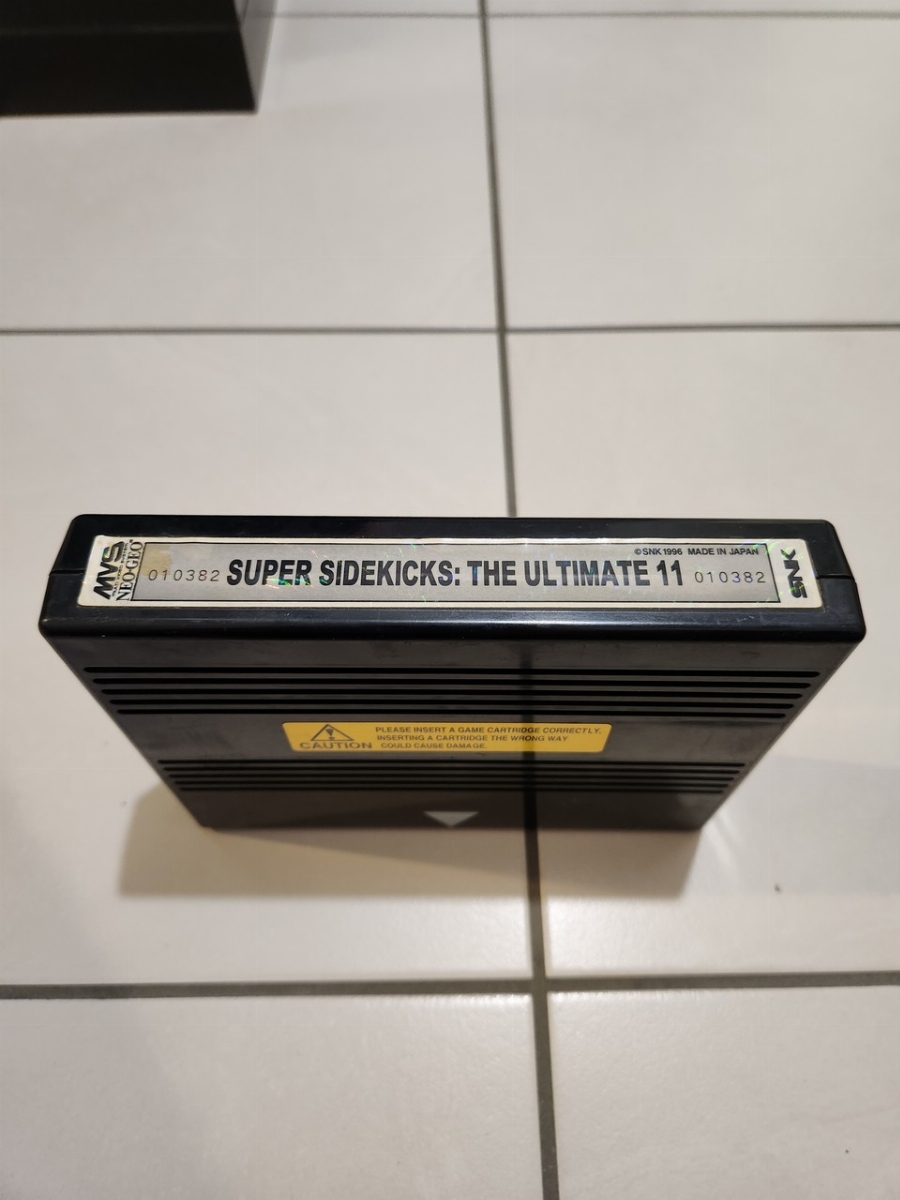 ©SNK 1996 MADE IN JAPAN
MVS
NEO·GEO
010382 SUPER SIDEKICKS: THE ULTIMATE 11 010382
SNK
CAUTION
PLEASE INSERT A GAME CARTRIDGE CORRECTLY.
INSERTING A CARTRIDGE THE WRONG WAY
COULD CAUSE DAMAGE.